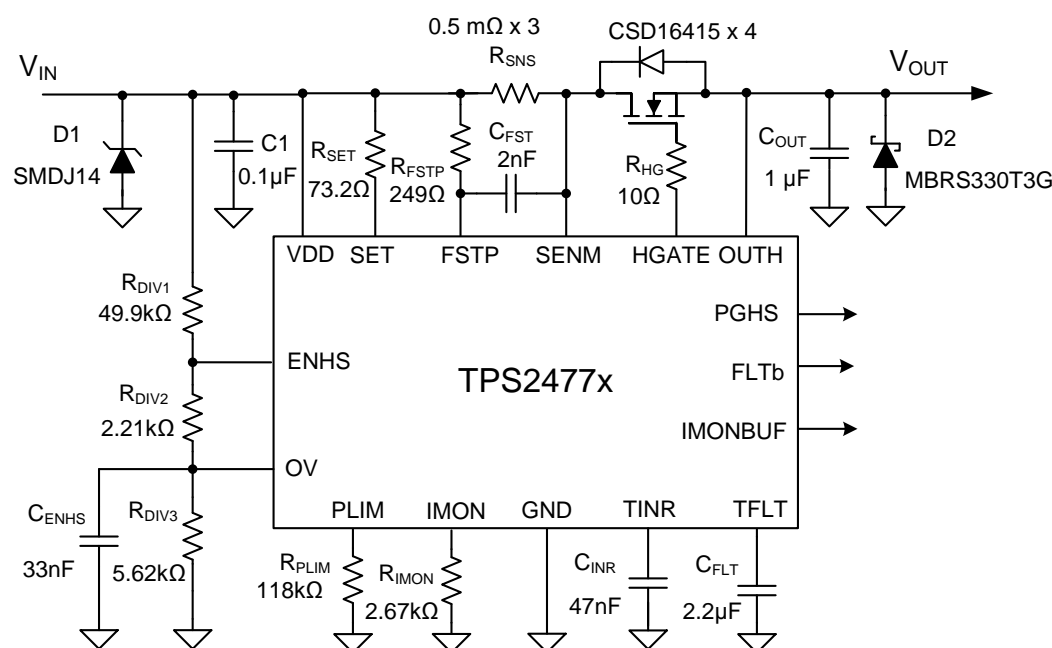 0.5 mΩ x 3
CSD16415 x 4
V_IN
R_SNS
V_OUT
D1
SMDJ14
C1
0.1µF
R_SET
73.2Ω
R_FSTP
249Ω
C_FST
2nF
R_HG
10Ω
C_OUT
1 µF
D2
MBRS330T3G
VDD
SET
FSTP
SENM
HGATE
OUTH
R_DIV1
49.9kΩ
PGHS
ENHS
TPS2477x
FLTb
R_DIV2
2.21kΩ
IMONBUF
OV
C_ENHS
33nF
R_DIV3
5.62kΩ
PLIM
IMON
GND
TINR
TFLT
R_PLIM
118kΩ
R_IMON
2.67kΩ
C_INR
47nF
C_FLT
2.2µF